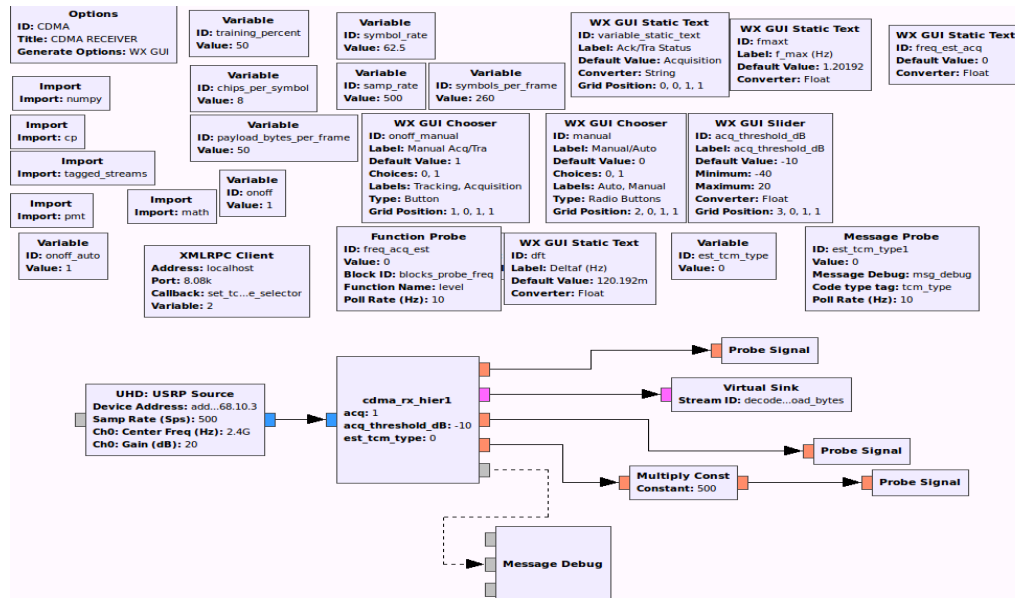 Options
ID: CDMA
Title: CDMA RECEIVER
Generate Options: WX GUI
Variable
ID: training_percent
Value: 50
Variable
ID: symbol_rate
Value: 62.5
WX GUI Static Text
ID: variable_static_text
Label: Ack/Tra Status
Default Value: Acquisition
Converter: String
Grid Position: 0, 0, 1, 1
WX GUI Static Text
ID: fmaxt
Label: f_max (Hz)
Default Value: 1.20192
Converter: Float
WX GUI Static Text
ID: freq_est_acq
Default Value: 0
Converter: Float
Import
Import: numpy
Variable
ID: chips_per_symbol
Value: 8
Variable
ID: samp_rate
Value: 500
Variable
ID: symbols_per_frame
Value: 260
Import
Import: cp
Variable
ID: payload_bytes_per_frame
Value: 50
WX GUI Chooser
ID: onoff_manual
Label: Manual Acq/Tra
Default Value: 1
Choices: 0, 1
Labels: Tracking, Acquisition
Type: Button
Grid Position: 1, 0, 1, 1
WX GUI Chooser
ID: manual
Label: Manual/Auto
Default Value: 0
Choices: 0, 1
Labels: Auto, Manual
Type: Radio Buttons
Grid Position: 2, 0, 1, 1
WX GUI Slider
ID: acq_threshold_dB
Label: acq_threshold_dB
Default Value: -10
Minimum: -40
Maximum: 20
Converter: Float
Grid Position: 3, 0, 1, 1
Import
Import: tagged_streams
Import
Import: pmt
Import
Import: math
Variable
ID: onoff
Value: 1
Variable
ID: onoff_auto
Value: 1
XMLRPC Client
Address: localhost
Port: 8.08k
Callback: set_tc...e_selector
Variable: 2
Function Probe
ID: freq_acq_est
Value: 0
Block ID: blocks_probe_freq
Function Name: level
Poll Rate (Hz): 10
WX GUI Static Text
ID: dft
Label: Deltaf (Hz)
Default Value: 120.192m
Converter: Float
Variable
ID: est_tcm_type
Value: 0
Message Probe
ID: est_tcm_type1
Value: 0
Message Debug: msg_debug
Code type tag: tcm_type
Poll Rate (Hz): 10
UHD: USRP Source
Device Address: add...68.10.3
Samp Rate (Sps): 500
Ch0: Center Freq (Hz): 2.4G
Ch0: Gain (dB): 20
cdma_rx_hier1
acq: 1
acq_threshold_dB: -10
est_tcm_type: 0
Probe Signal
Virtual Sink
Stream ID: decode...oad_bytes
Probe Signal
Multiply Const
Constant: 500
Probe Signal
Message Debug